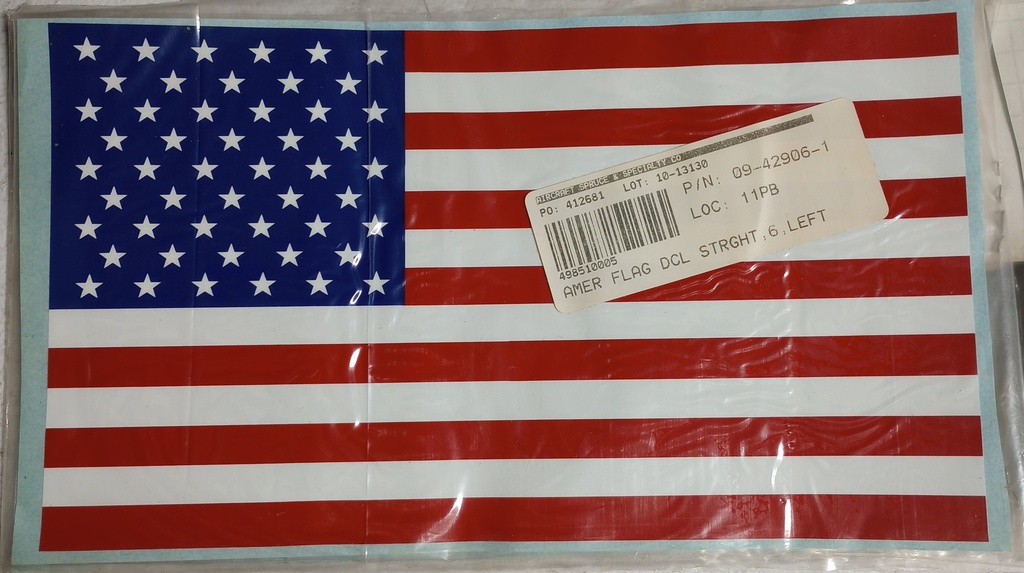 AIRCRAFT SPRUCE & SPECIALTY CO
PO: 412681 LOT: 10-13130
P/N: 09-42906-1
LOC: 11PB
498510005
AMER FLAG DCL STRGHT,6,LEFT